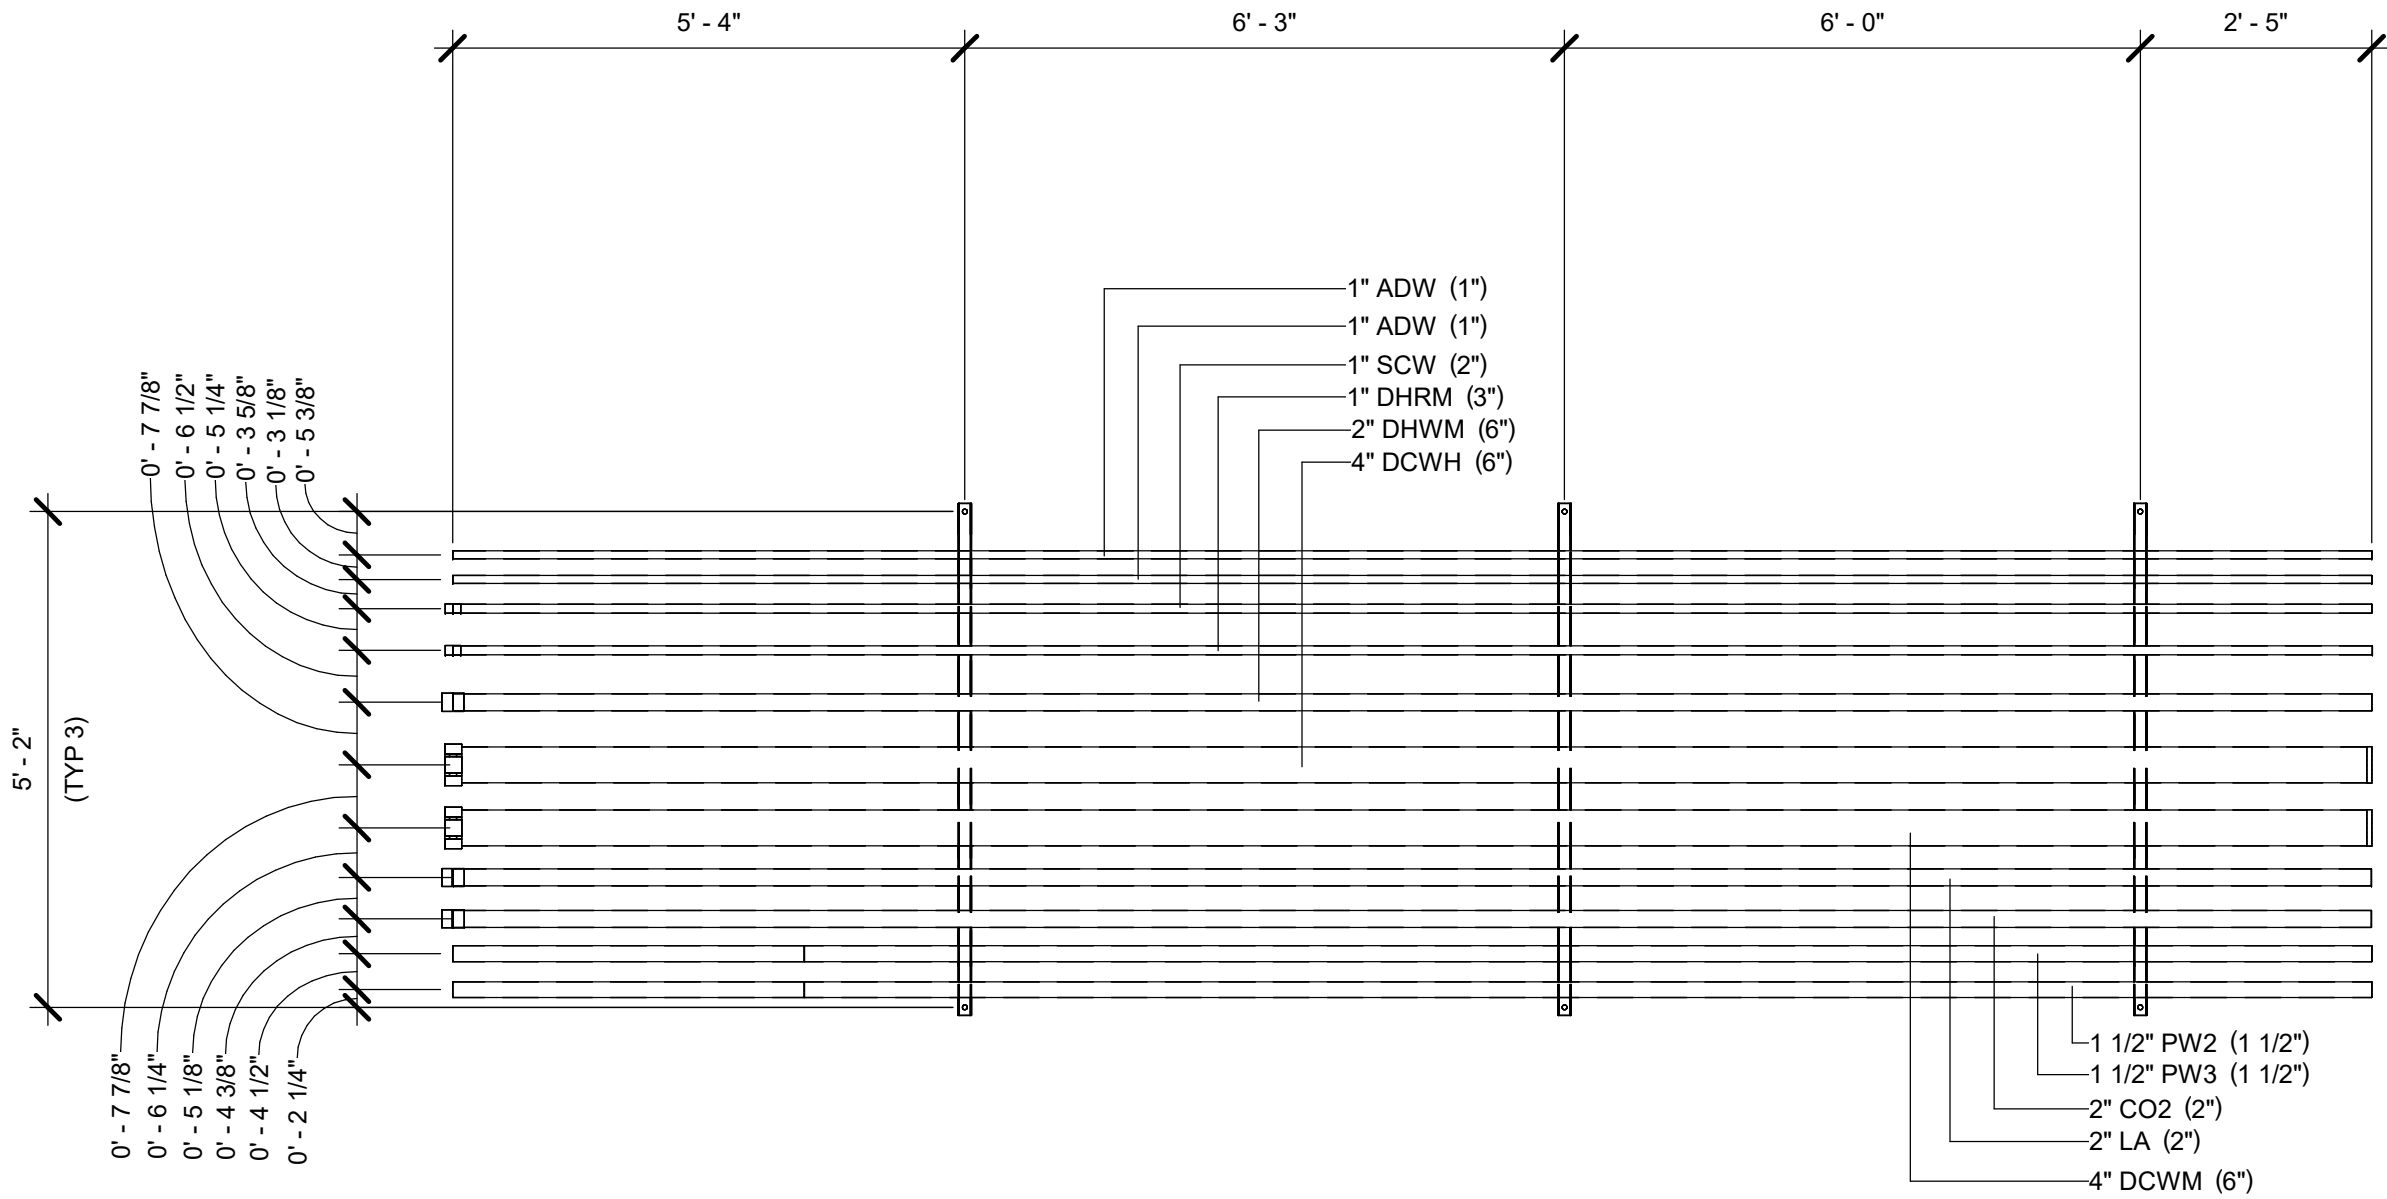 5' - 4"
6' - 3"
6' - 0"
2' - 5"
1" ADW (1")
1" ADW (1")
1" SCW (2")
1" DHRM (3")
2" DHWM (6")
4" DCWH (6")
0' - 7 7/8"
0' - 6 1/2"
0' - 5 1/4"
0' - 3 5/8"
0' - 3 1/8"
0' - 5 3/8"
5' - 2"
(TYP 3)
0' - 7 7/8"
0' - 6 1/4"
0' - 5 1/8"
0' - 4 3/8"
0' - 4 1/2"
0' - 2 1/4"
1 1/2" PW2 (1 1/2")
1 1/2" PW3 (1 1/2")
2" CO2 (2")
2" LA (2")
4" DCWM (6")